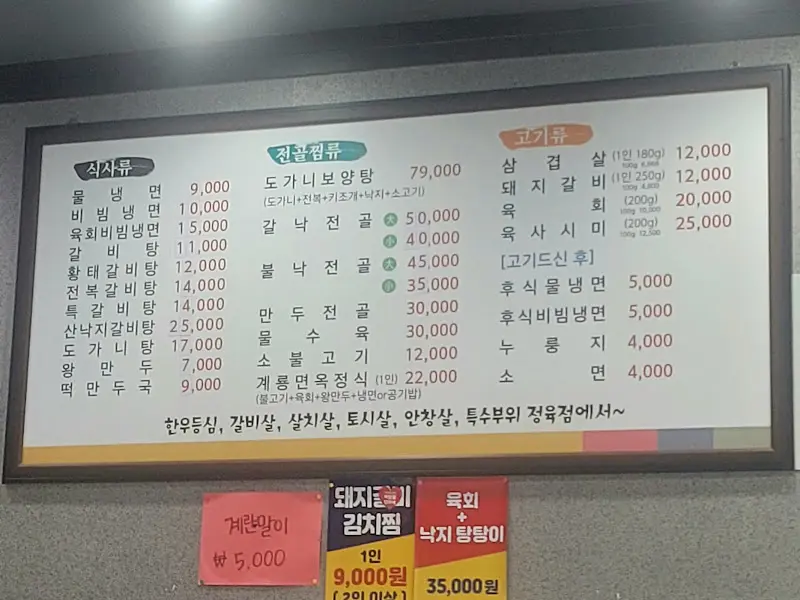 식사류
물냉면 9,000
비빔냉면 10,000
육회비빔냉면 15,000
갈비탕 11,000
황태갈비탕 12,000
전복갈비탕 14,000
특갈비탕 14,000
산낙지갈비탕 25,000
도가니탕 17,000
왕만두 7,000
떡만두국 9,000
전골찜류
도가니보양탕 79,000
(도가니+전복+키조개+낙지+소고기)
갈낙전골 大 50,000
小 40,000
불낙전골 大 45,000
小 35,000
만두전골 30,000
물수육 30,000
소불고기 12,000
계룡면옥정식 (1인) 22,000
(불고기+육회+왕만두+냉면or공기밥)
고기류
삼겹살 (1인 180g) 12,000
돼지갈비 (1인 250g) 12,000
100g 4,800
육회 (200g) 20,000
100g 10,000
육사시미 (200g) 25,000
100g 12,500
[고기드신 후]
후식물냉면 5,000
후식비빔냉면 5,000
누룽지 4,000
소면 4,000
한우등심, 갈비살, 살치살, 토시살, 안창살, 특수부위 정육점에서~
계란말이
₩5,000
김치찜
1인
9,000원
(2인 이상)
육회
+
낙지 탕탕이
35,000원